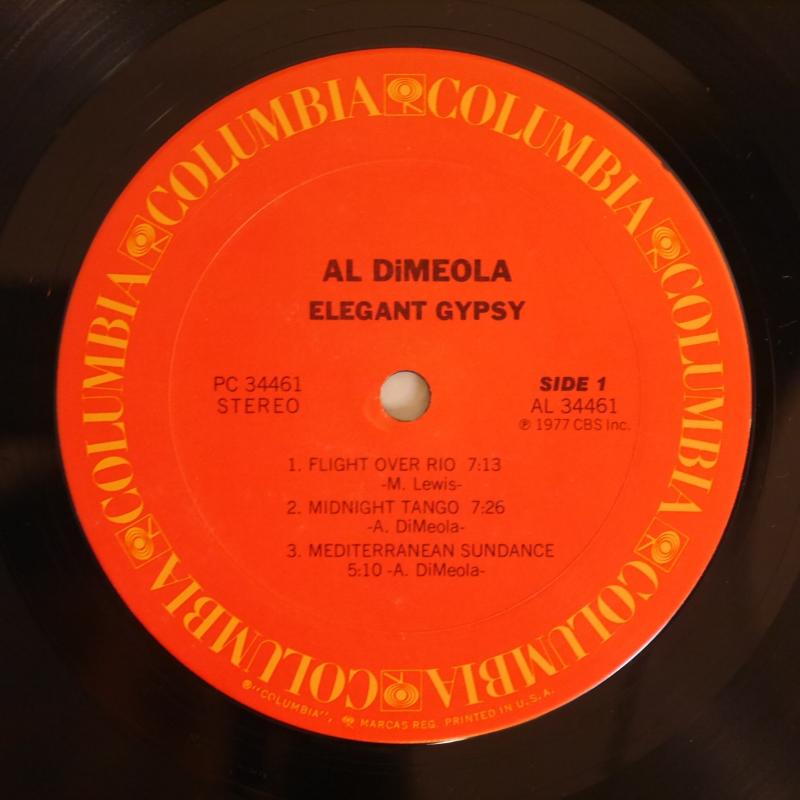 COLUMBIA COLUMBIA COLUMBIA COLUMBIA COLUMBIA COLUMBIA
AL DiMEOLA
ELEGANT GYPSY
PC 34461
STEREO
SIDE 1
AL 34461
℗ 1977 CBS Inc.
1. FLIGHT OVER RIO 7:13
-M. Lewis-
2. MIDNIGHT TANGO 7:26
-A. DiMeola-
3. MEDITERRANEAN SUNDANCE
5:10 -A. DiMeola-
®"COLUMBIA", MARCAS REG. PRINTED IN U.S.A.